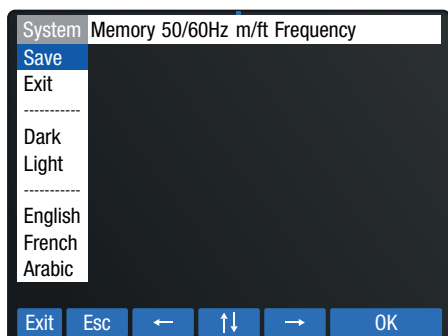 System Memory 50/60Hz m/ft Frequency
Save
Exit
-----------
Dark
Light
-----------
English
French
Arabic
Exit Esc ← ↑↓ → OK